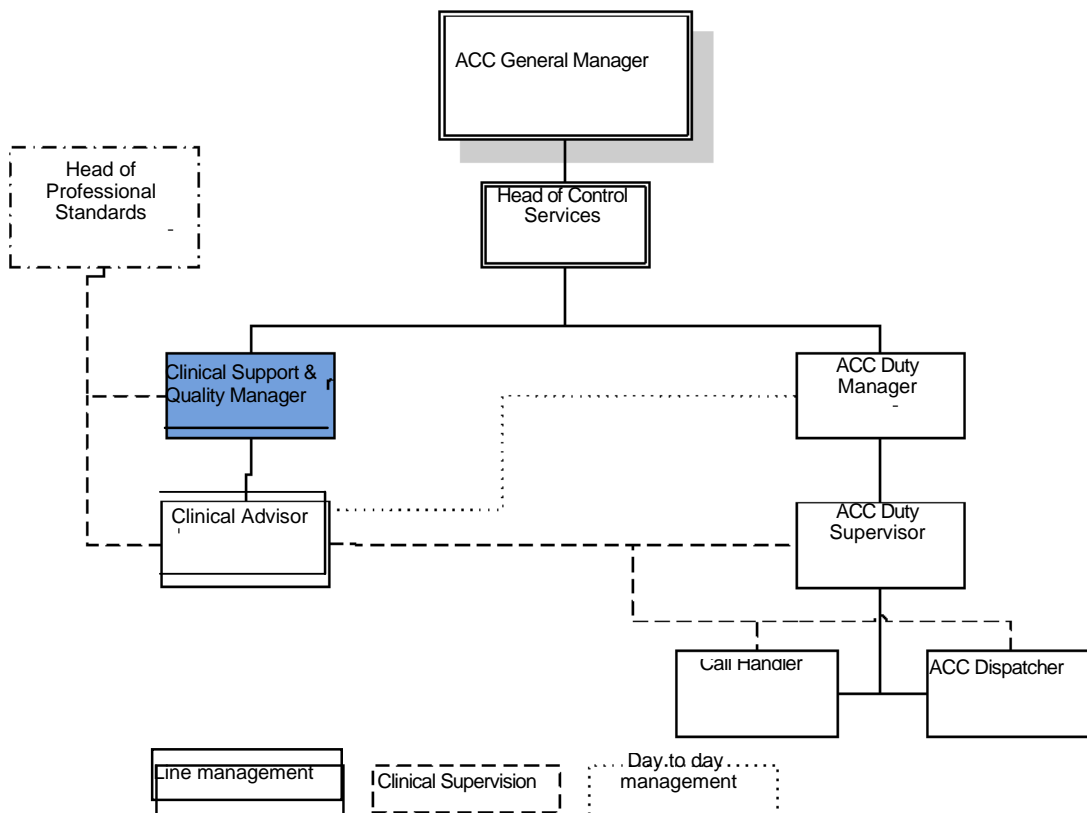 ACC General Manager
Head of
Professional
Standards
Head of Control
Services
Clinical Support &
Quality Manager
ACC Duty
Manager
Clinical Advisor
ACC Duty
Supervisor
Call Handler
ACC Dispatcher
Line management
Clinical Supervision
Day to day
management